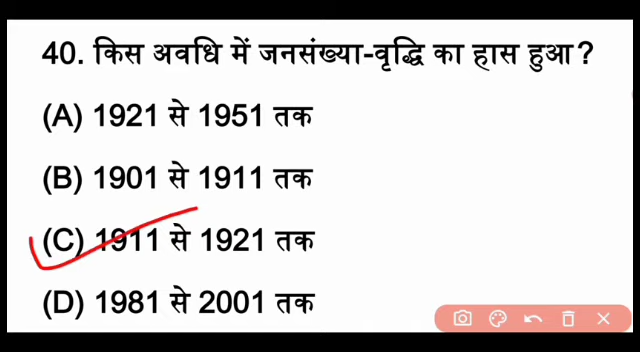 40. किस अवधि में जनसंख्या-वृद्धि का हास हुआ?
(A) 1921 से 1951 तक
(B) 1901 से 1911 तक
(C) 1911 से 1921 तक
(D) 1981 से 2001 तक